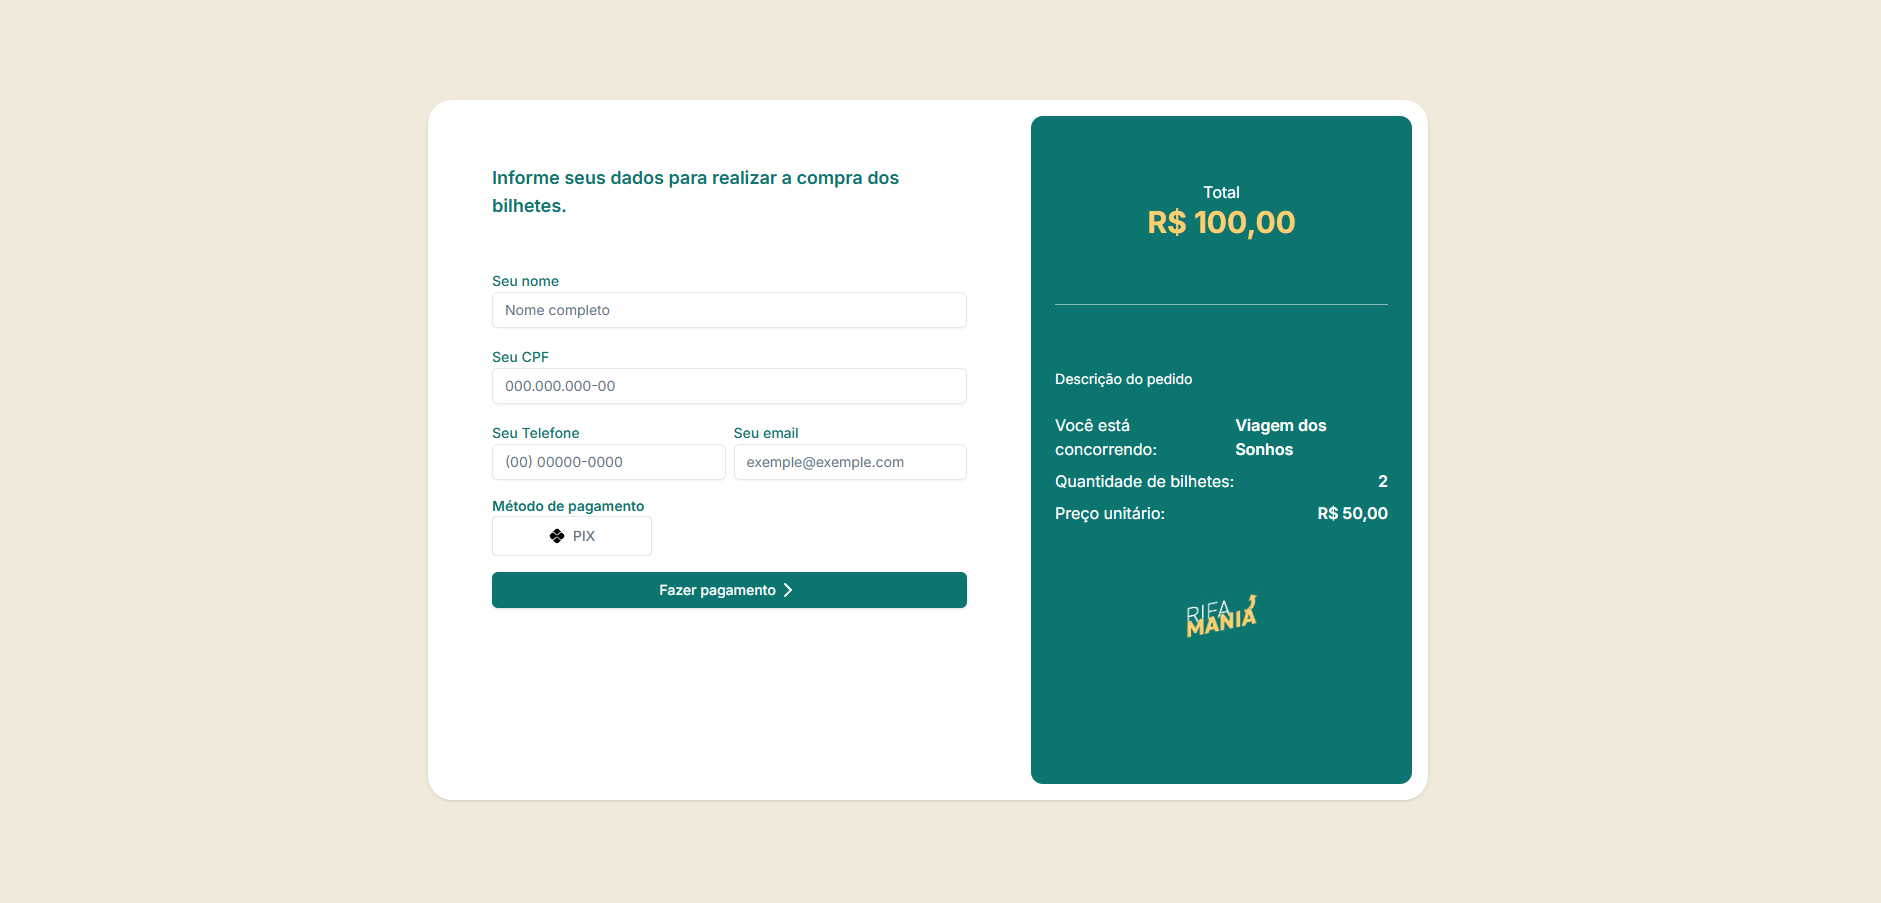 Informe seus dados para realizar a compra dos
bilhetes.
Seu nome
Nome completo
Seu CPF
000.000.000-00
Seu Telefone
(00) 00000-0000
Seu email
exemple@exemple.com
Método de pagamento
PIX
Fazer pagamento
Total
R$ 100,00
Descrição do pedido
Você está
concorrendo:
Viagem dos
Sonhos
Quantidade de bilhetes:
2
Preço unitário:
R$ 50,00
RIFA
MANIA